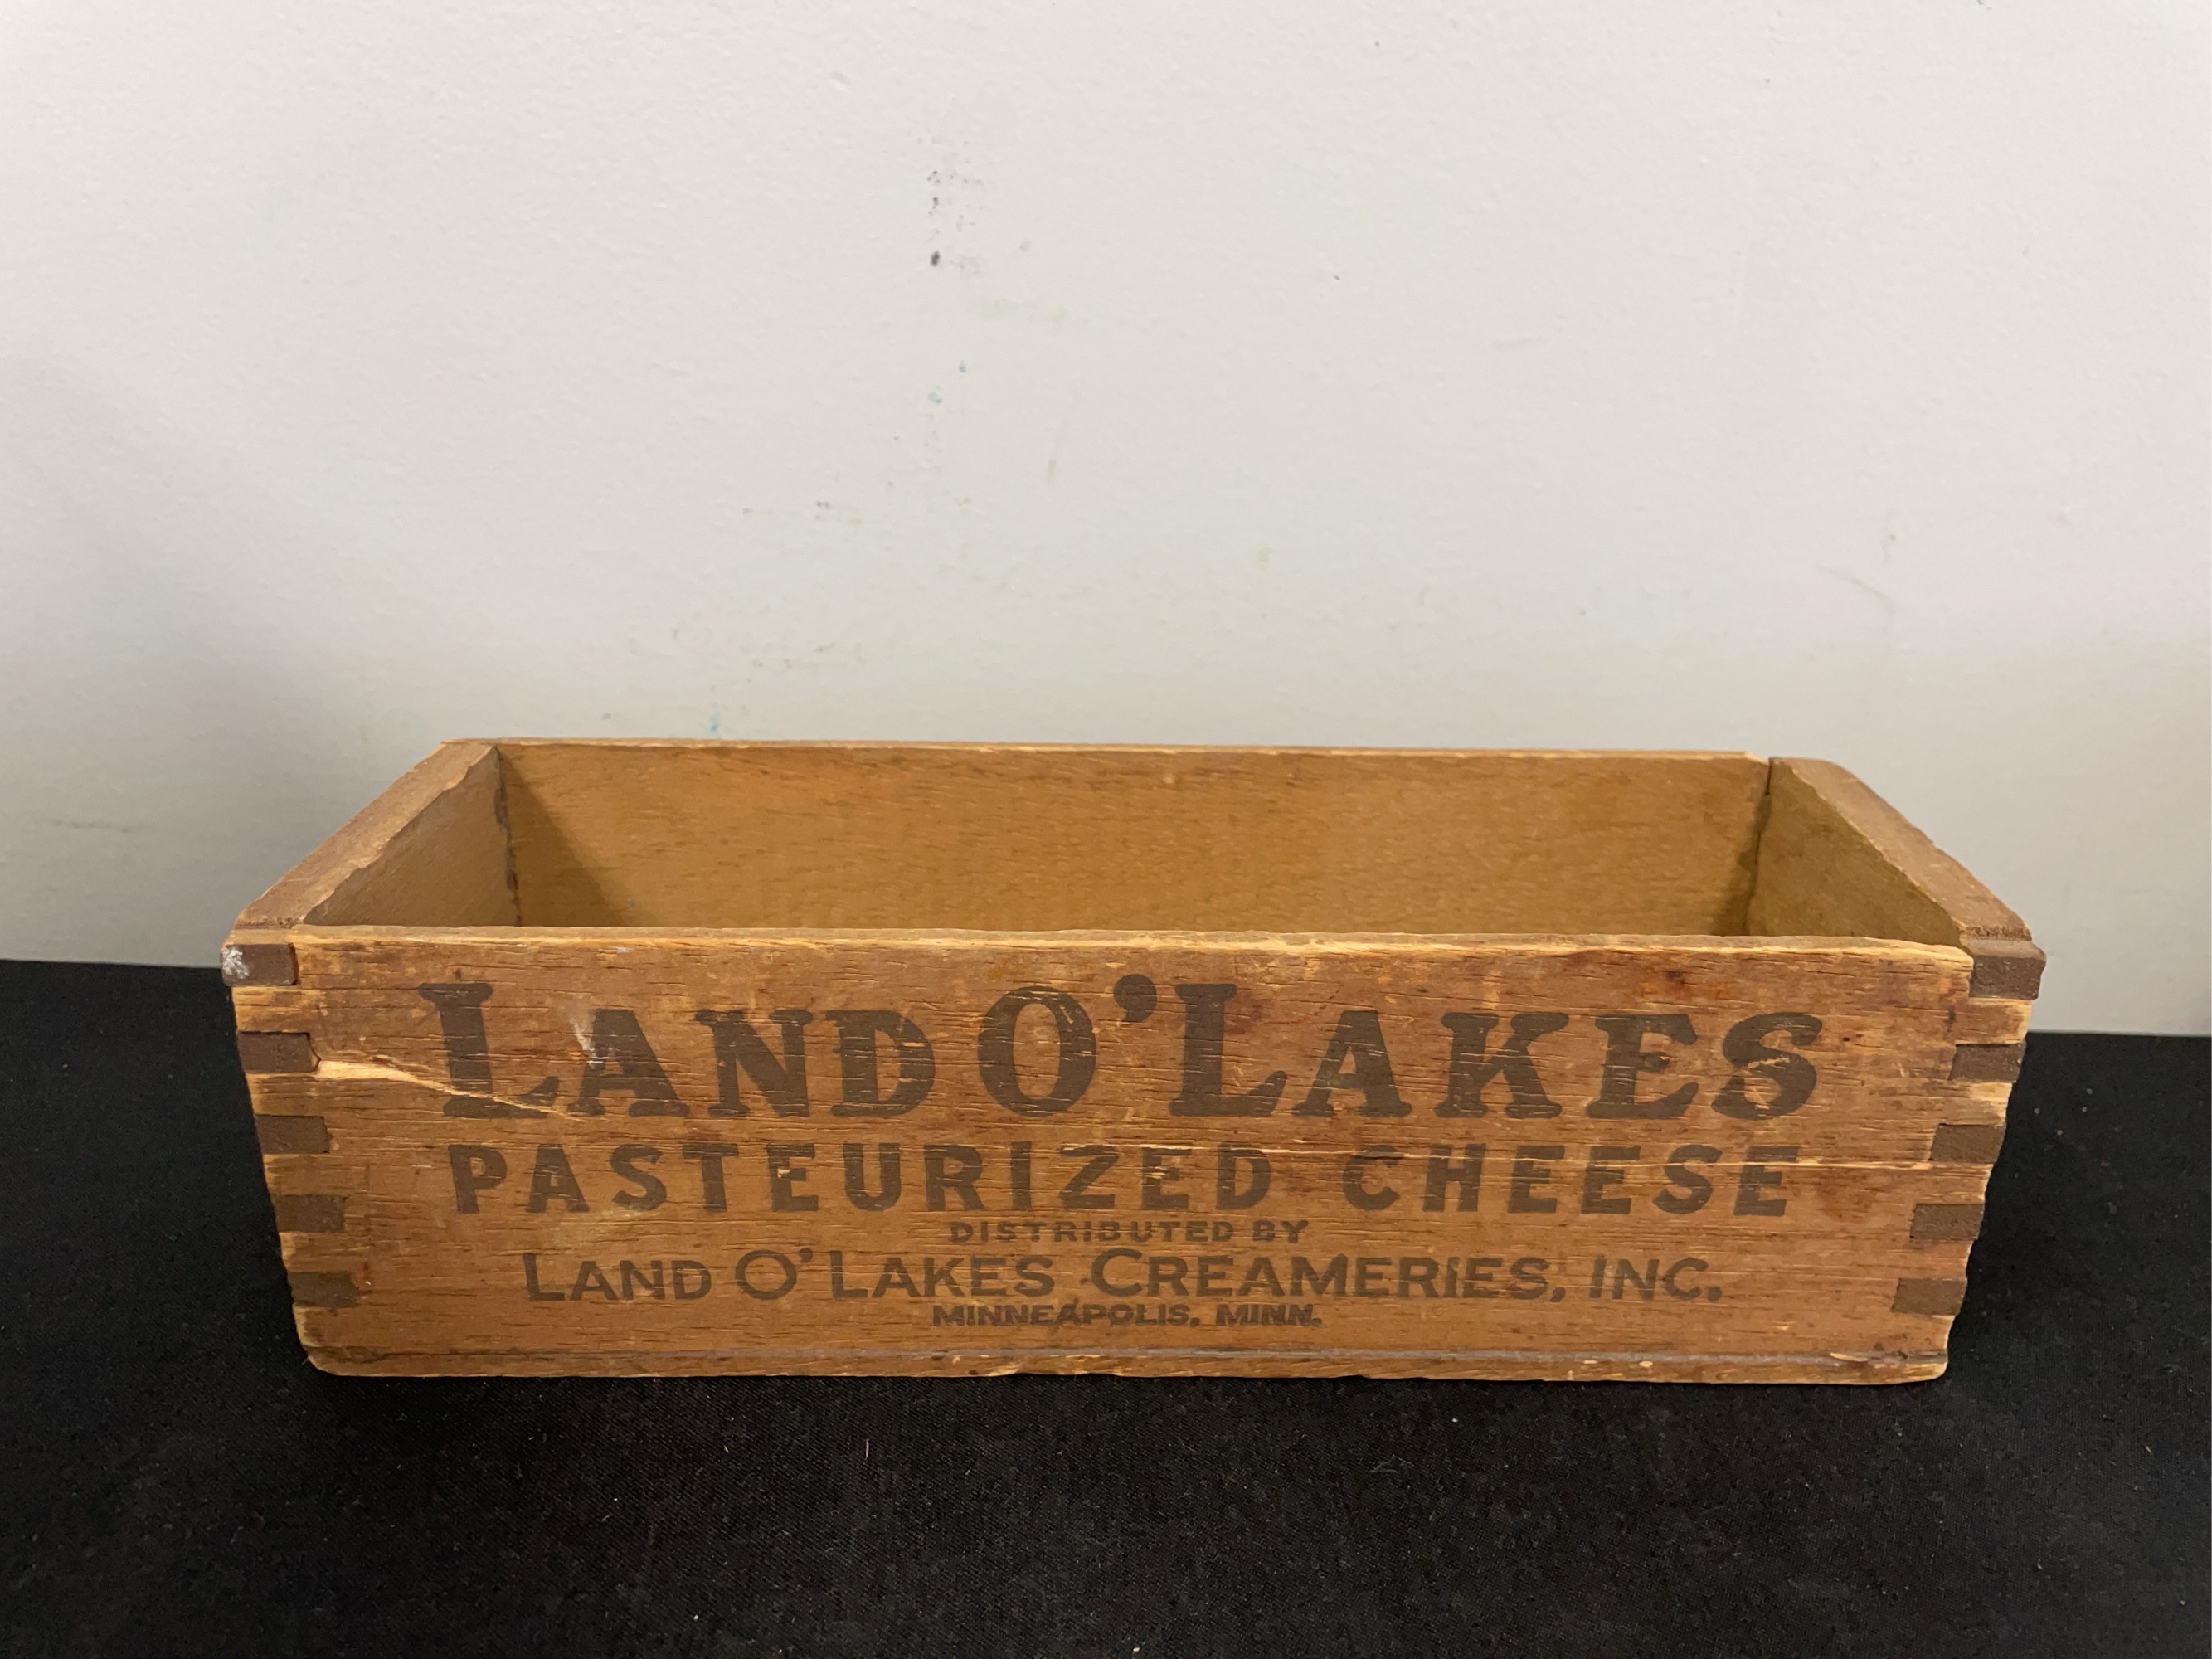 LAND O'LAKES
PASTEURIZED CHEESE
DISTRIBUTED BY
LAND O'LAKES CREAMERIES, INC.
MINNEAPOLIS, MINN.